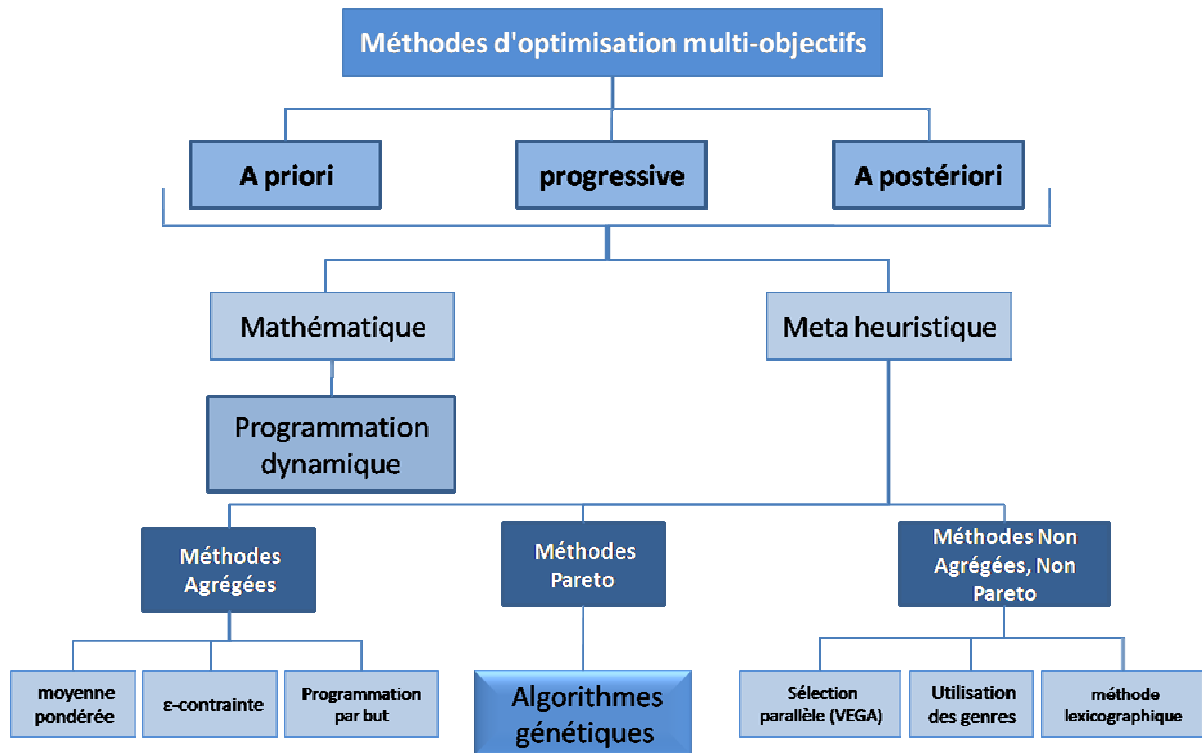 Méthodes d'optimisation multi-objectifs
A priori
progressive
A postériori
Mathématique
Meta heuristique
Programmation
dynamique
Méthodes
Agrégées
Méthodes
Pareto
Méthodes Non
Agrégées, Non
Pareto
moyenne
pondérée
ε-contrainte
Programmation
par but
Algorithmes
génétiques
Sélection
parallèle (VEGA)
Utilisation
des genres
méthode
lexicographique